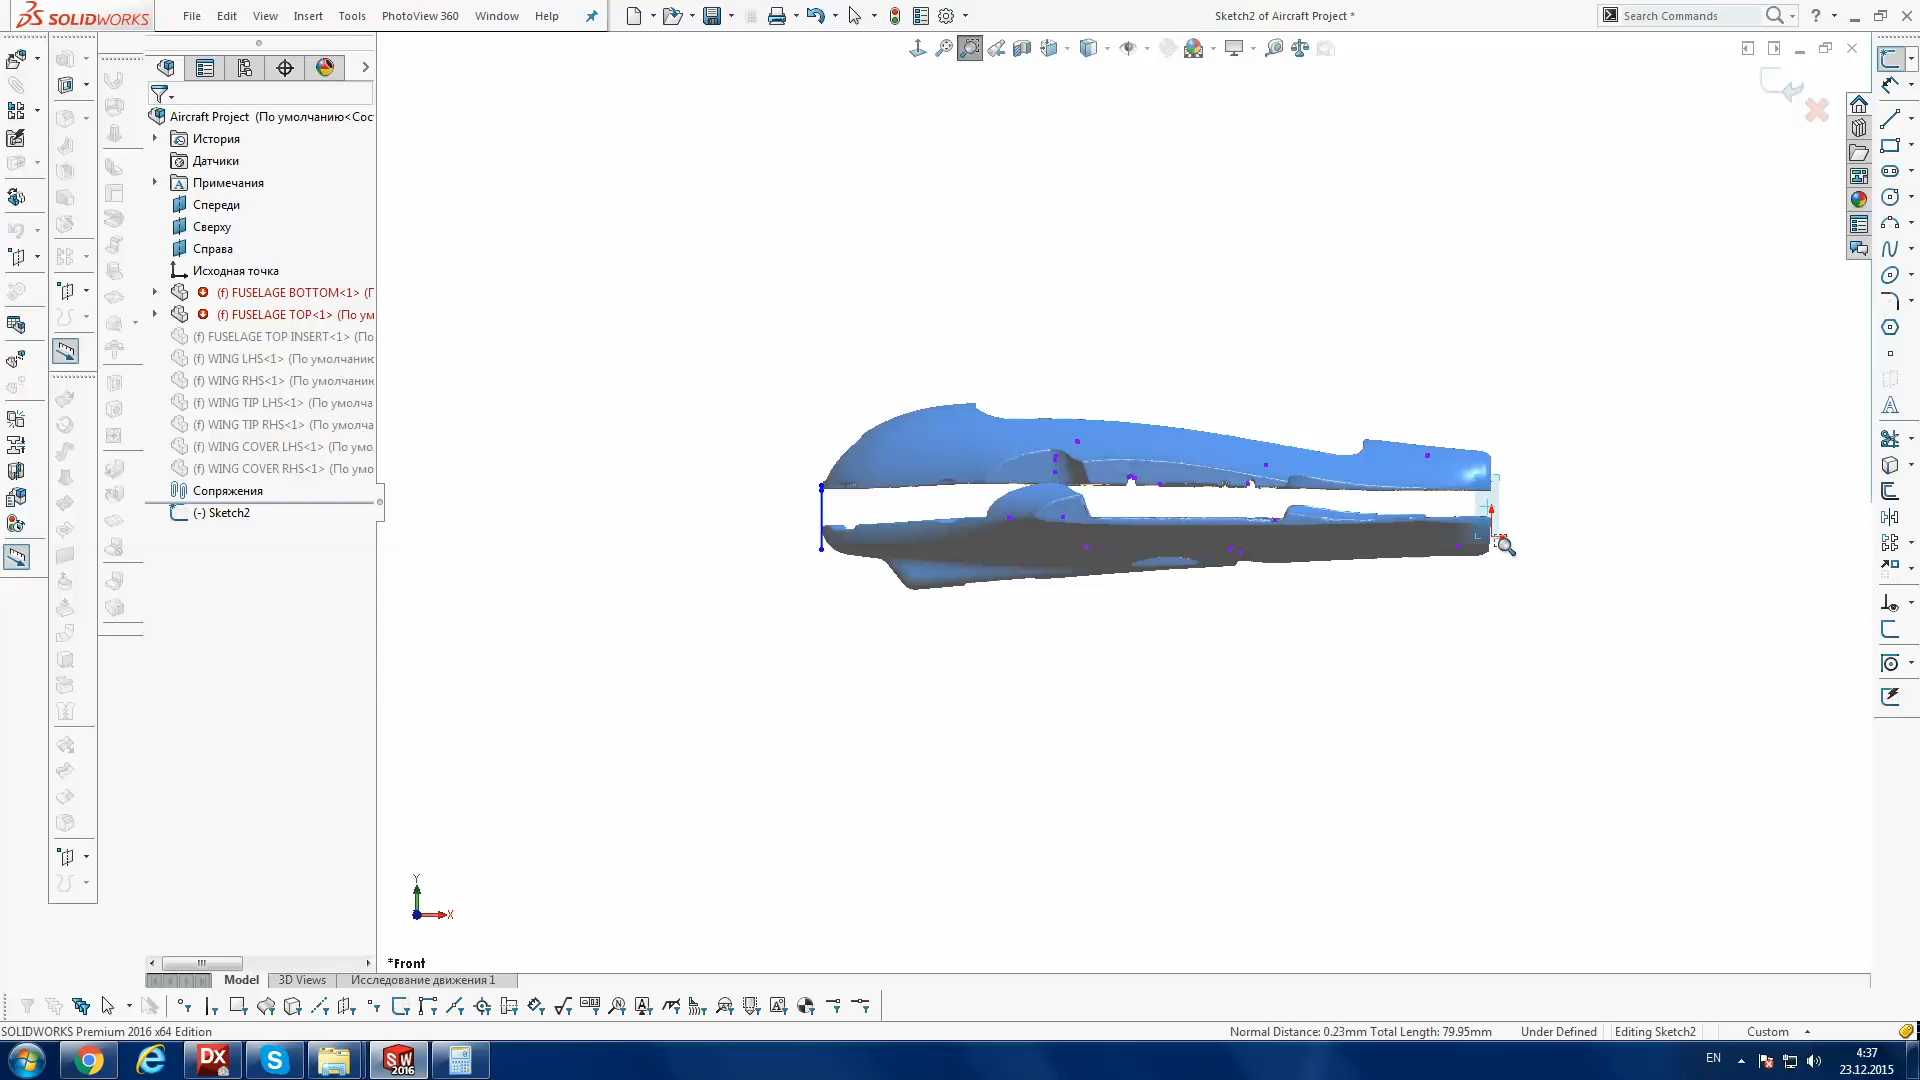 SOLIDWORKS File Edit View Insert Tools PhotoView 360 Window Help Sketch2 of Aircraft Project * Search Commands ?
Aircraft Project (По умолчанию<Сос
История
Датчики
A Примечания
Спереди
Сверху
Справа
Исходная точка
(f) FUSELAGE BOTTOM<1> (П
(f) FUSELAGE TOP<1> (По ум
(f) FUSELAGE TOP INSERT<1> (По
(f) WING LHS<1> (По умолчани
(f) WING RHS<1> (По умолчани
(f) WING TIP LHS<1> (По умолча
(f) WING TIP RHS<1> (По умолча
(f) WING COVER LHS<1> (По умо
(f) WING COVER RHS<1> (По умо
Сопряжения
(-) Sketch2
Y
X
*Front
Model 3D Views Исследование движения 1
SOLIDWORKS Premium 2016 x64 Edition Normal Distance: 0.23mm Total Length: 79.95mm Under Defined Editing Sketch2 Custom
DX S SW 2016 EN 4:37
23.12.2015